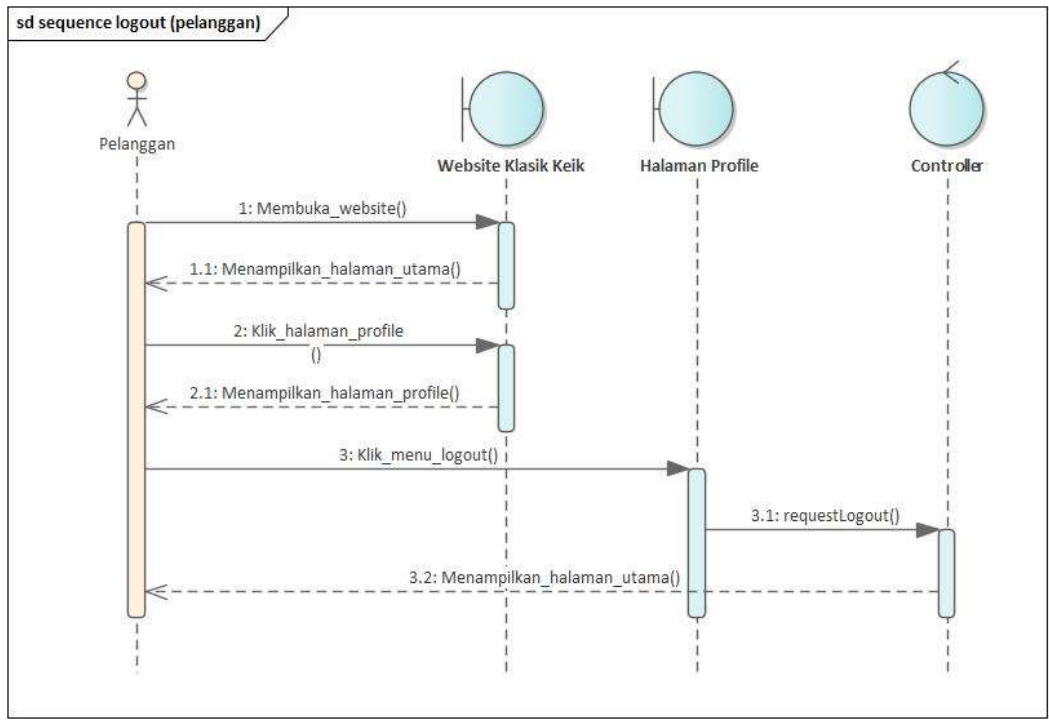 sd sequence logout (pelanggan)
Pelanggan
Website Klasik Keik
Halaman Profile
Controller
1: Membuka_website()
1.1: Menampilkan_halaman_utama()
2: Klik_halaman_profile
()
2.1: Menampilkan_halaman_profile()
3: Klik_menu_logout()
3.1: requestLogout()
3.2: Menampilkan_halaman_utama()